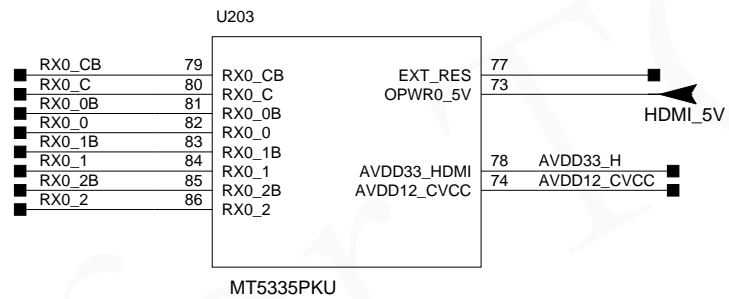 U203
RX0_CB 79 RX0_CB EXT_RES 77
RX0_C 80 RX0_C OPWR0_5V 73
RX0_0B 81 RX0_0B HDMI_5V
RX0_0 82 RX0_0
RX0_1B 83 RX0_1B
RX0_1 84 RX0_1 AVDD33_HDMI 78 AVDD33_H
RX0_2B 85 RX0_2B AVDD12_CVCC 74 AVDD12_CVCC
RX0_2 86 RX0_2
MT5335PKU